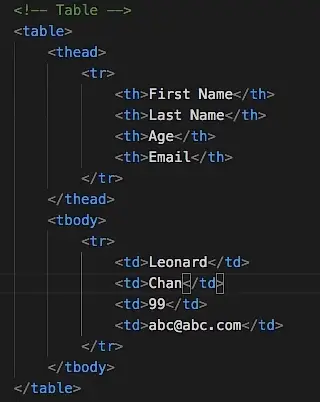 <!-- Table -->
<table>
    <thead>
        <tr>
            <th>First Name</th>
            <th>Last Name</th>
            <th>Age</th>
            <th>Email</th>
        </tr>
    </thead>
    <tbody>
        <tr>
            <td>Leonard</td>
            <td>Chan</td>
            <td>99</td>
            <td>abc@abc.com</td>
        </tr>
    </tbody>
</table>